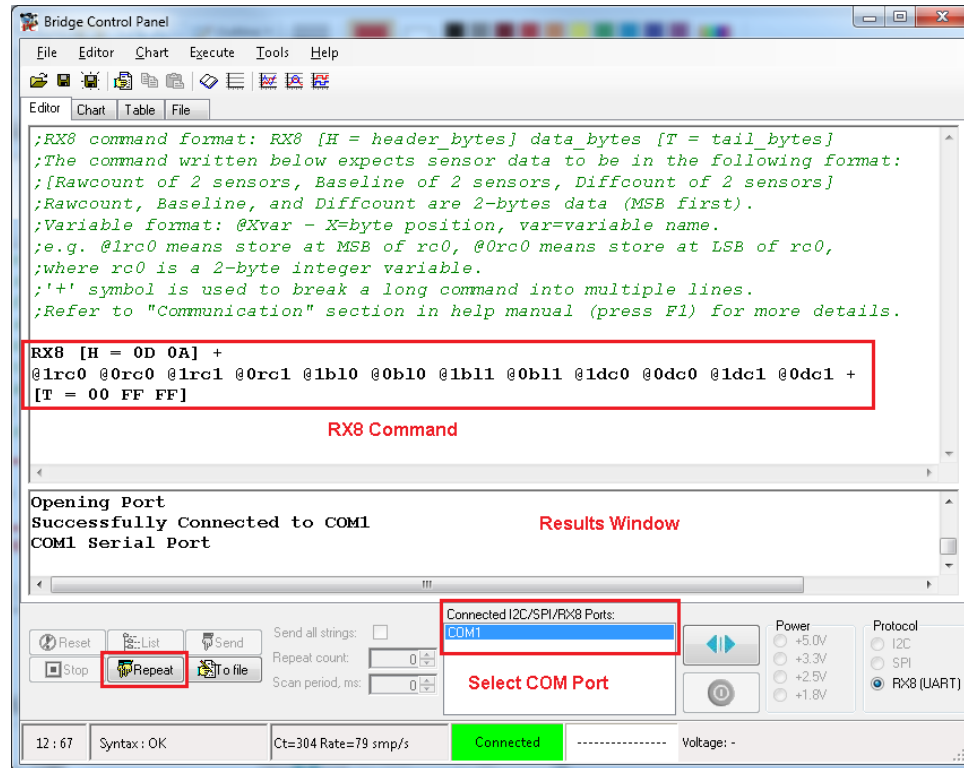 Bridge Control Panel
File Editor Chart Execute Tools Help
Editor Chart Table File
;RX8 command format: RX8 [H = header_bytes] data_bytes [T = tail_bytes]
;The command written below expects sensor data to be in the following format:
;[Rawcount of 2 sensors, Baseline of 2 sensors, Diffcount of 2 sensors]
;Rawcount, Baseline, and Diffcount are 2-bytes data (MSB first).
;Variable format: @Xvar - X=byte position, var=variable name.
;e.g. @1rc0 means store at MSB of rc0, @0rc0 means store at LSB of rc0,
;where rc0 is a 2-byte integer variable.
;'+' symbol is used to break a long command into multiple lines.
;Refer to "Communication" section in help manual (press F1) for more details.
RX8 [H = 0D 0A] +
@1rc0 @0rc0 @1rc1 @0rc1 @1bl0 @0bl0 @1bl1 @0bl1 @1dc0 @0dc0 @1dc1 @0dc1 +
[T = 00 FF FF]
RX8 Command
Opening Port
Successfully Connected to COM1
COM1 Serial Port
Results Window
Reset List Send
Stop Repeat To file
Send all strings:
Repeat count: 0
Scan period, ms: 0
Connected I2C/SPI/RX8 Ports:
COM1
Select COM Port
Power
+5.0V
+3.3V
+2.5V
+1.8V
Protocol
I2C
SPI
RX8 (UART)
12 : 67 Syntax : OK Ct=304 Rate=79 smp/s Connected ---------------- Voltage: -